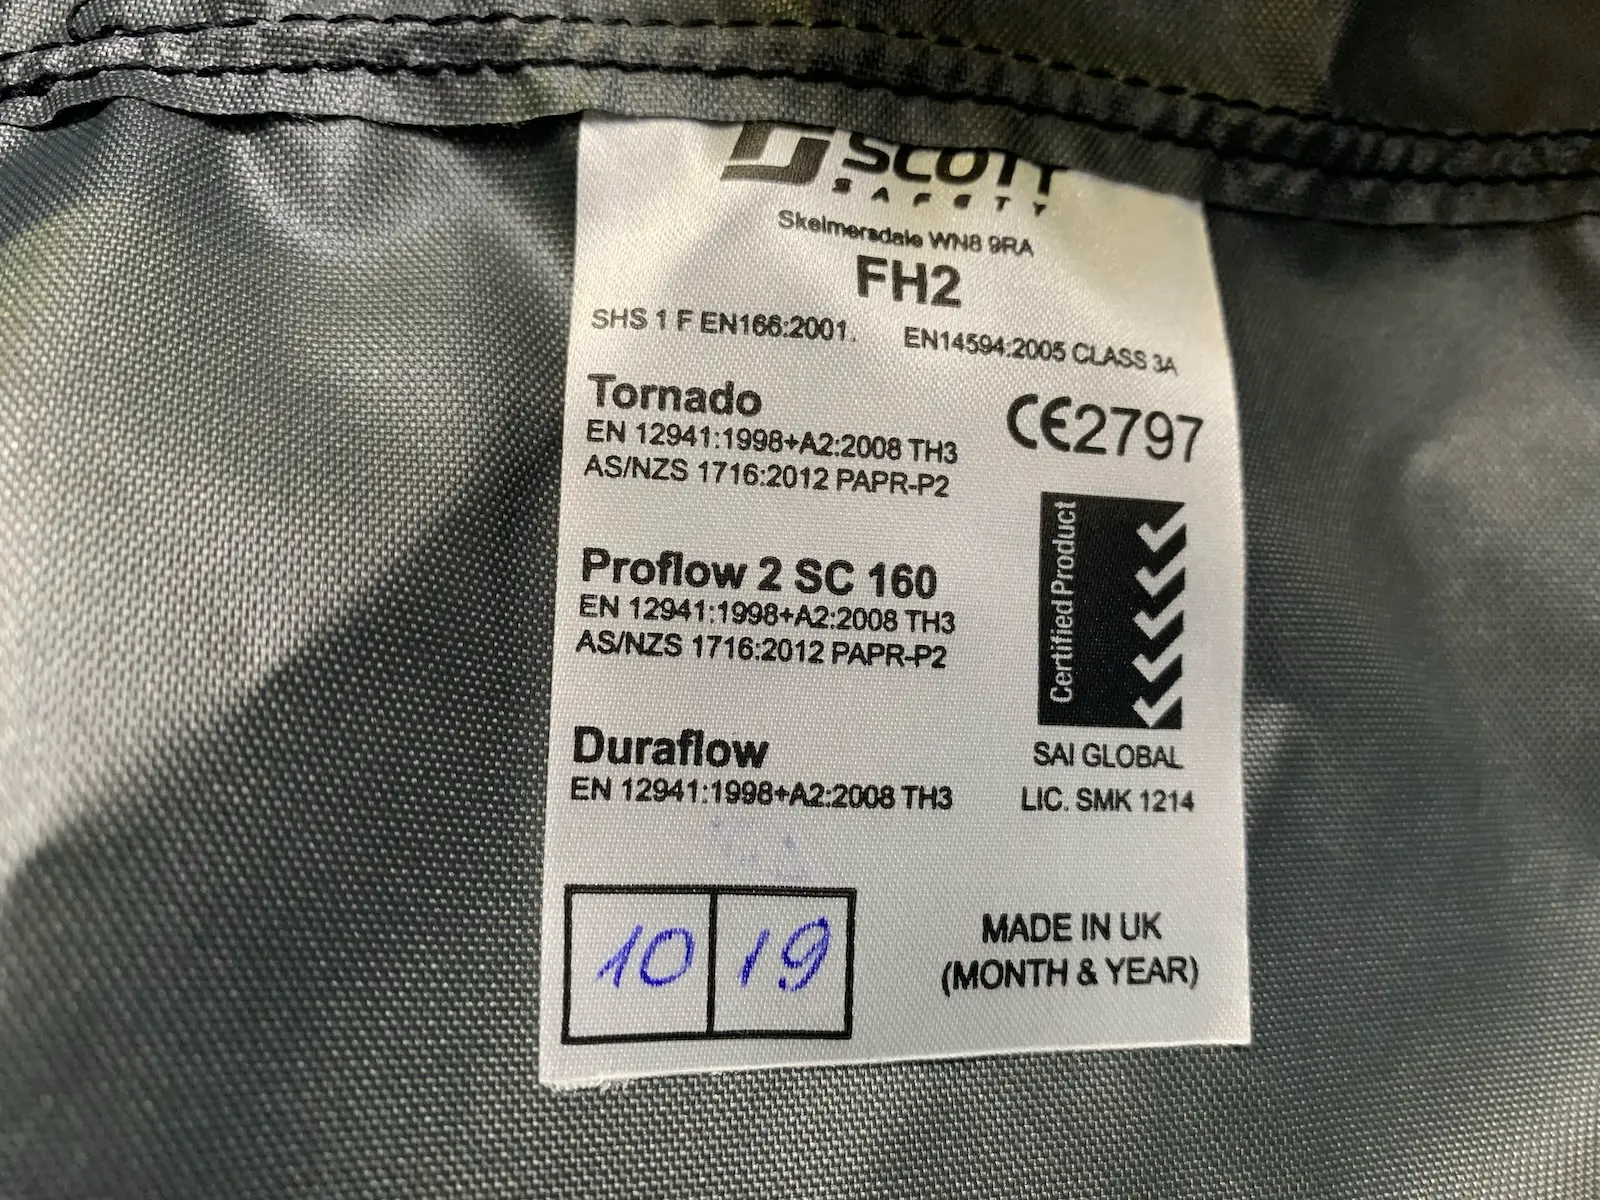 SCOTT
SAFETY
Skelmersdale WN8 9RA
FH2
SHS 1 F EN166:2001. EN14594:2005 CLASS 3A
Tornado
EN 12941:1998+A2:2008 TH3
AS/NZS 1716:2012 PAPR-P2
CE2797
Proflow 2 SC 160
EN 12941:1998+A2:2008 TH3
AS/NZS 1716:2012 PAPR-P2
Certified Product
SAI GLOBAL
LIC. SMK 1214
Duraflow
EN 12941:1998+A2:2008 TH3
10 19
MADE IN UK
(MONTH & YEAR)